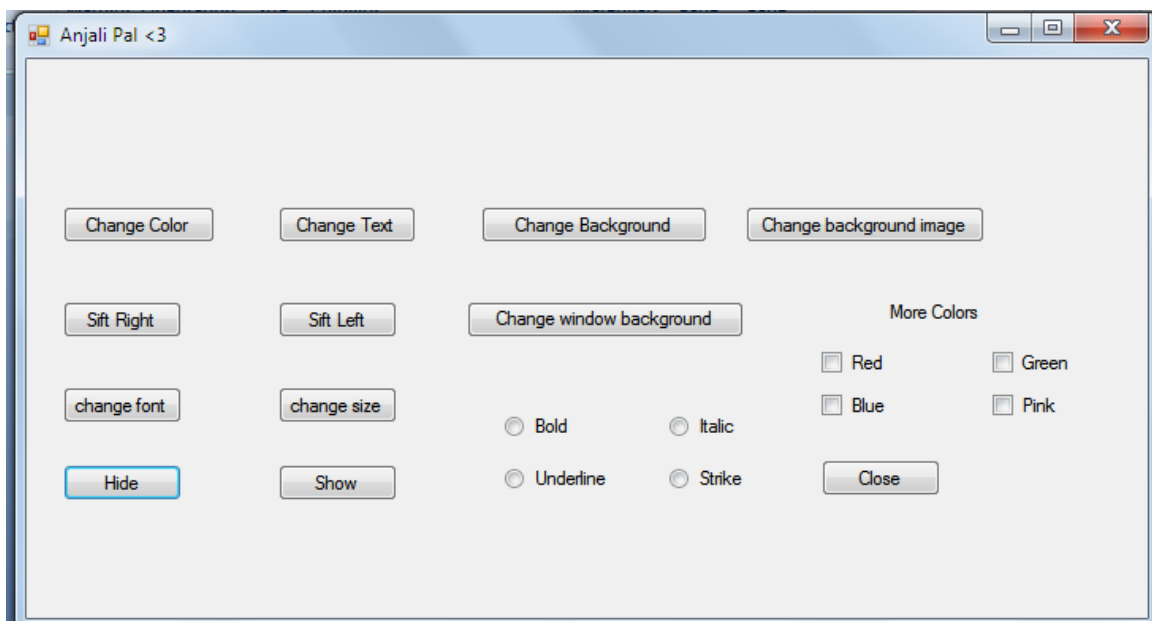 Anjali Pal <3
Change Color Change Text Change Background Change background image
Sift Right Sift Left Change window background More Colors
Red Green
change font change size Blue Pink
Bold Italic
Hide Show Underline Strike Close